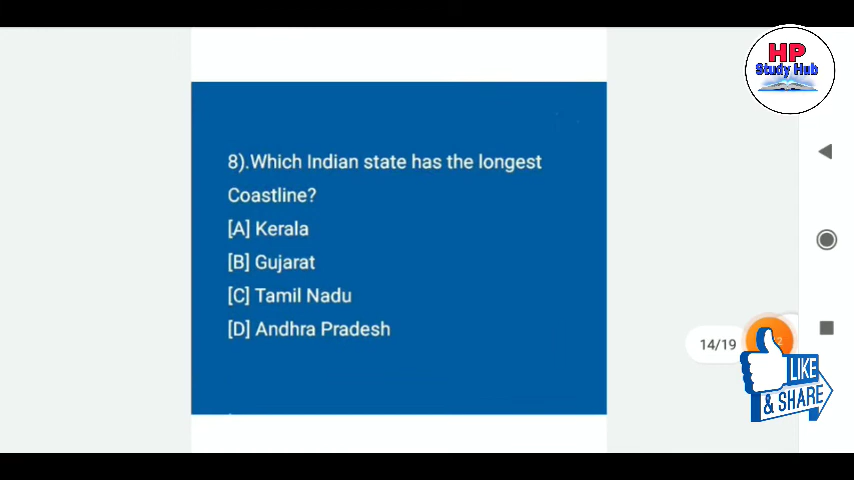 HP
Study Hub
8).Which Indian state has the longest
Coastline?
[A] Kerala
[B] Gujarat
[C] Tamil Nadu
[D] Andhra Pradesh
14/19
LIKE
& SHARE